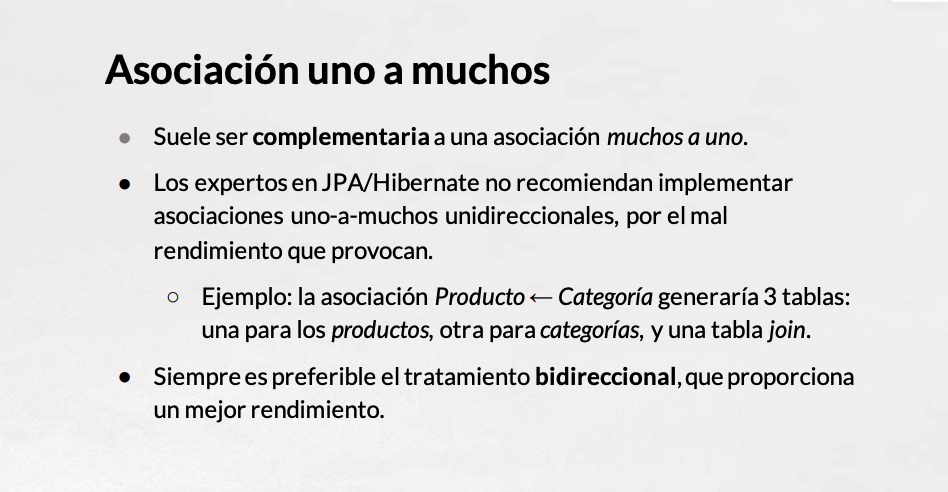 Asociación uno a muchos
● Suele ser complementaria a una asociación muchos a uno.
● Los expertos en JPA/Hibernate no recomiendan implementar
asociaciones uno-a-muchos unidireccionales, por el mal
rendimiento que provocan.
○ Ejemplo: la asociación Producto ← Categoría generaría 3 tablas:
una para los productos, otra para categorías, y una tabla join.
● Siempre es preferible el tratamiento bidireccional, que proporciona
un mejor rendimiento.